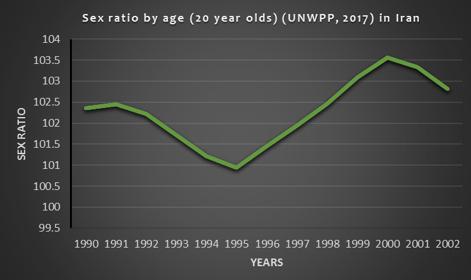 Sex ratio by age (20 year olds) (UNWPP, 2017) in Iran
104
103.5
103
102.5
102
101.5
101
100.5
100
99.5
SEX RATIO
1990 1991 1992 1993 1994 1995 1996 1997 1998 1999 2000 2001 2002
YEARS